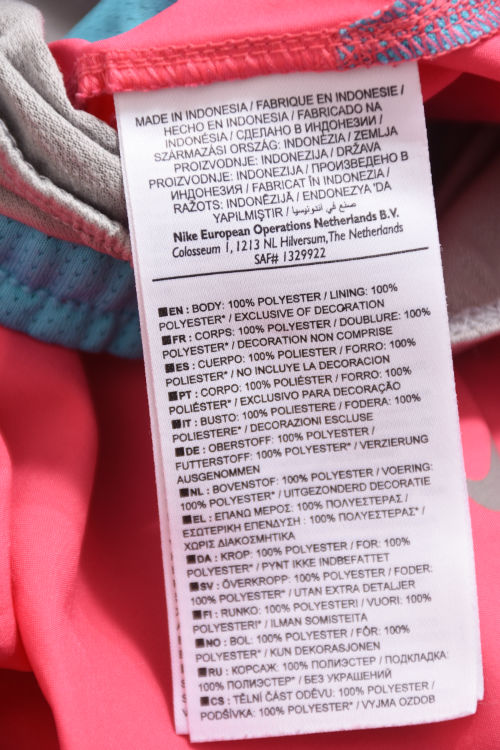 MADE IN INDONESIA / FABRIQUE EN INDONESIE /
HECHO EN INDONESIA / FABRICADO NA
INDONÉSIA / СДЕЛАНО В ИНДОНЕЗИИ /
SZÁRMAZÁSI ORSZÁG: INDONÉZIA / ZEMLJA
PROIZVODNJE: INDONEZIJA / DRŽAVA
PROIZVODNJE: INDONEZIJA / ПРОИЗВЕДЕНО В
ИНДОНЕЗИЯ / FABRICAT ÎN INDONEZIA /
RAŽOTS: INDONĒZIJĀ / ENDONEZYA 'DA
YAPILMIŞTIR / صنع في اندونيسيا
Nike European Operations Netherlands B.V.
Colosseum 1, 1213 NL Hilversum, The Netherlands
SAF# 1329922
■EN : BODY: 100% POLYESTER / LINING: 100%
POLYESTER* / EXCLUSIVE OF DECORATION
■FR : CORPS: 100% POLYESTER / DOUBLURE: 100%
POLYESTER* / DECORATION NON COMPRISE
■ES : CUERPO: 100% POLIESTER / FORRO: 100%
POLIESTER* / NO INCLUYE LA DECORACION
■PT : CORPO: 100% POLIÉSTER / FORRO: 100%
POLIÉSTER* / EXCLUSIVO PARA DECORAÇÃO
■IT : BUSTO: 100% POLIESTERE / FODERA: 100%
POLIESTERE* / DECORAZIONI ESCLUSE
■DE : OBERSTOFF: 100% POLYESTER /
FUTTERSTOFF: 100% POLYESTER* / VERZIERUNG
AUSGENOMMEN
■NL : BOVENSTOF: 100% POLYESTER / VOERING:
100% POLYESTER* / UITGEZONDERD DECORATIE
■EL : ΕΠΑΝΩ ΜΕΡΟΣ: 100% ΠΟΛΥΕΣΤΕΡΑΣ /
ΕΣΩΤΕΡΙΚΗ ΕΠΕΝΔΥΣΗ : 100% ΠΟΛΥΕΣΤΕΡΑΣ* /
ΧΩΡΙΣ ΔΙΑΚΟΣΜΗΤΙΚΑ
■DA : KROP: 100% POLYESTER / FOR: 100%
POLYESTER* / PYNT IKKE INDBEFATTET
■SV : ÖVERKROPP: 100% POLYESTER / FODER:
100% POLYESTER* / UTAN EXTRA DETALJER
■FI : RUNKO: 100% POLYESTERI / VUORI: 100%
POLYESTERI* / ILMAN SOMISTEITA
■NO : BOL: 100% POLYESTER / FÔR: 100%
POLYESTER* / KUN DEKORASJONEN
■RU : КОРСАЖ: 100% ПОЛИЭСТЕР / ПОДКЛАДКА:
100% ПОЛИЭСТЕР* / БЕЗ УКРАШЕНИЙ
■CS : TĚLNÍ ČÁST ODĚVU: 100% POLYESTER /
PODŠÍVKA: 100% POLYESTER* / VYJMA OZDOB